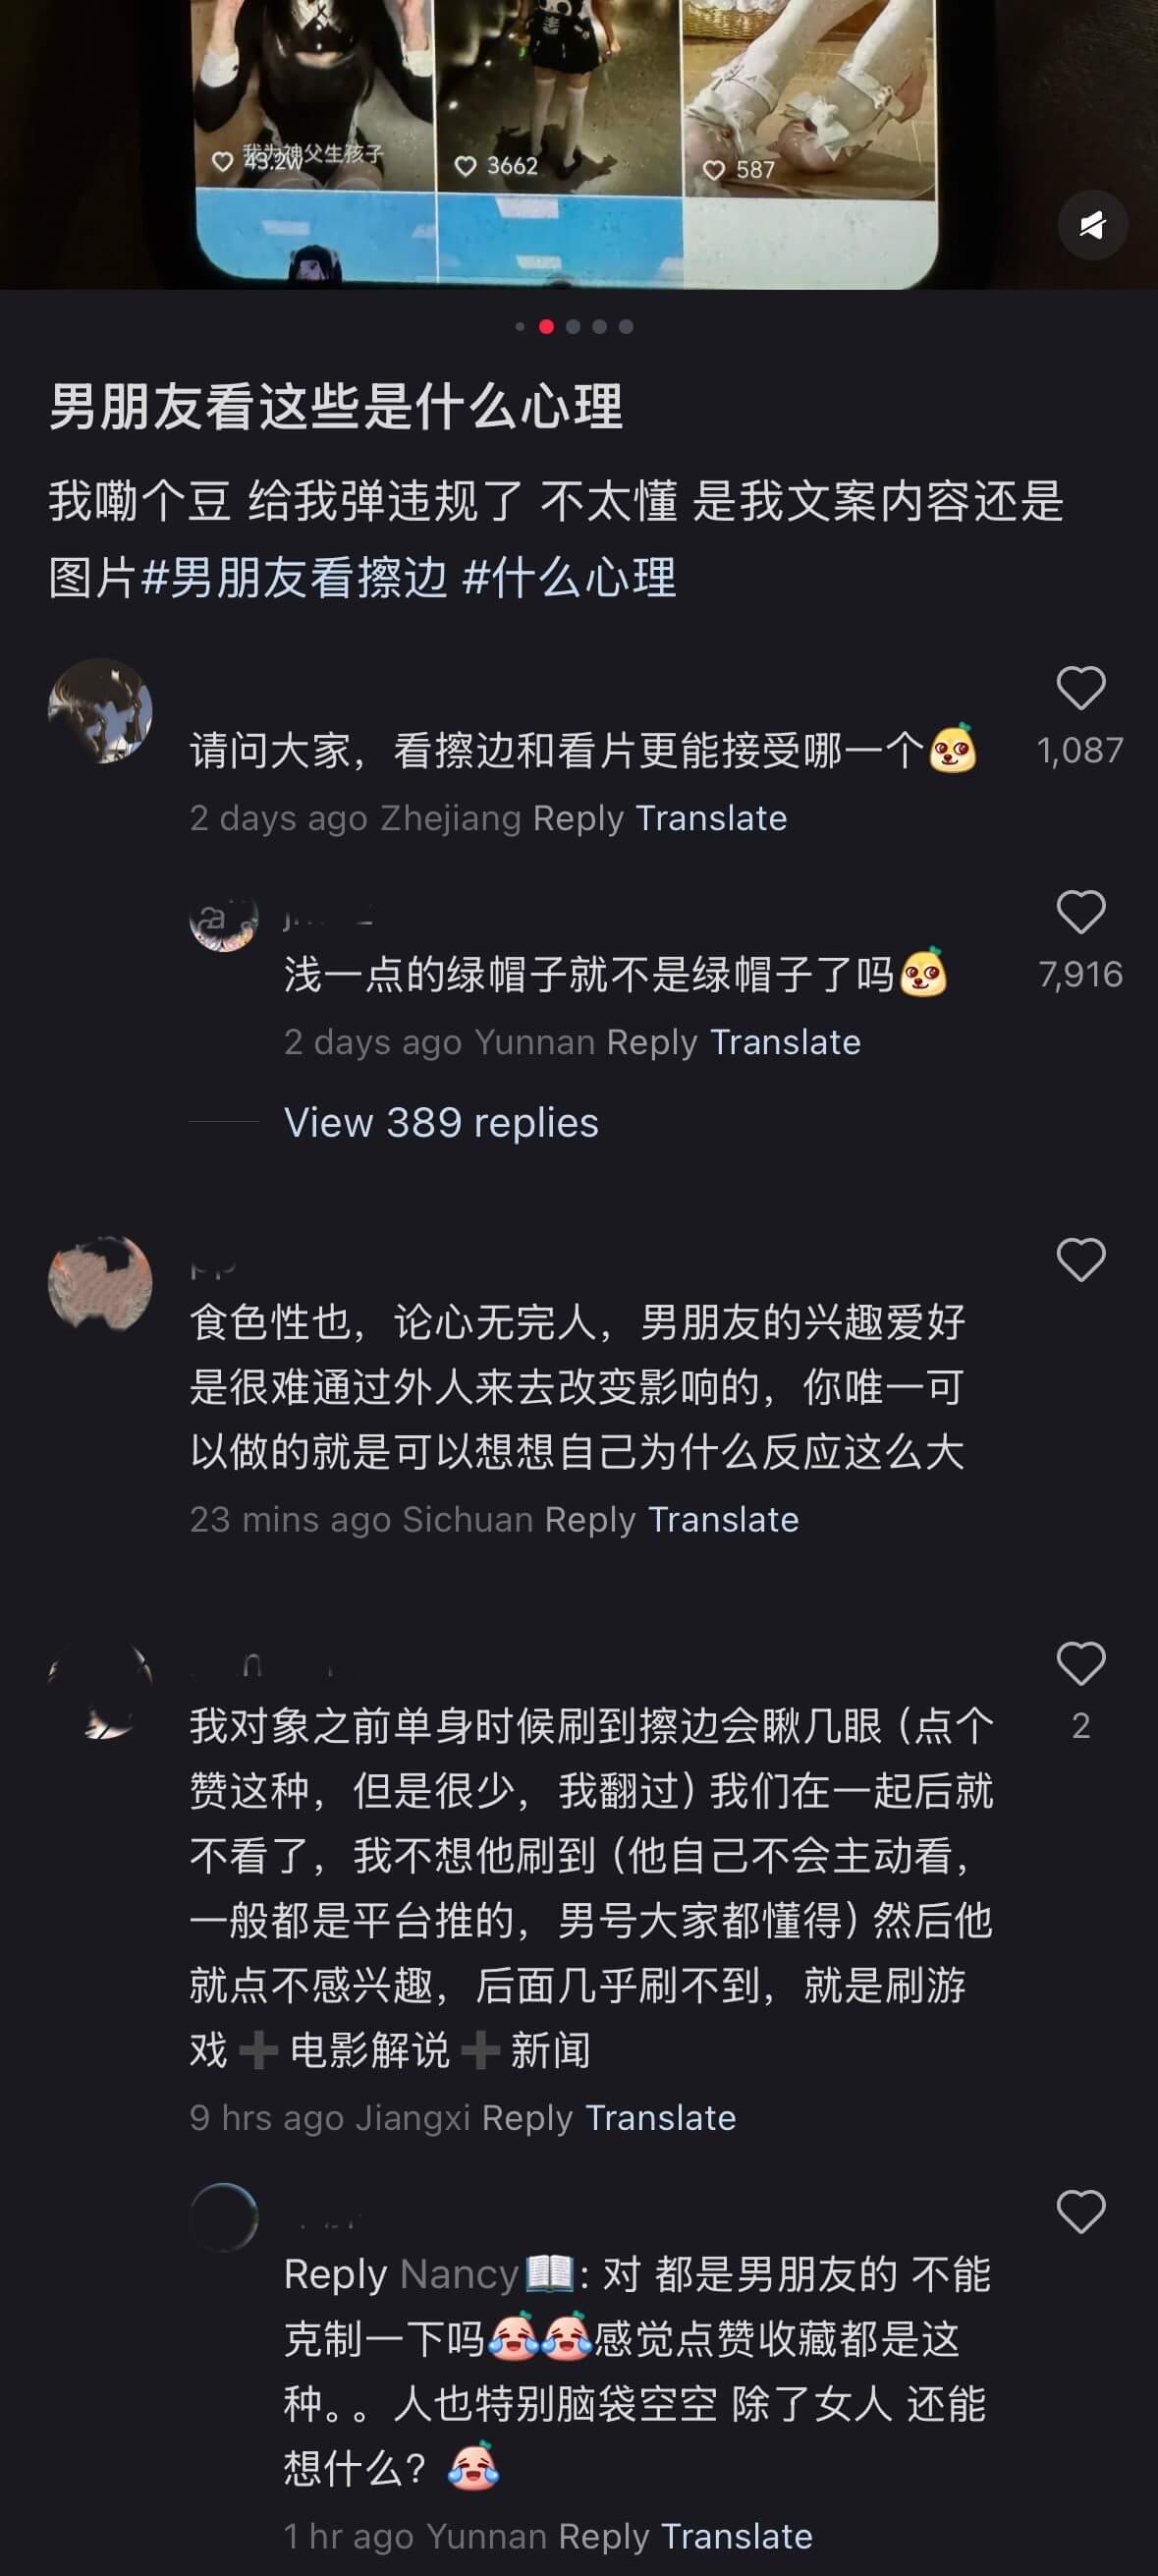 我为神父生孩子
43.2W
3662
587
男朋友看这些是什么心理
我嘞个豆 给我弹违规了 不太懂 是我文案内容还是
图片#男朋友看擦边 #什么心理
请问大家，看擦边和看片更能接受哪一个
1,087
2 days ago Zhejiang Reply Translate
浅一点的绿帽子就不是绿帽子了吗
7,916
2 days ago Yunnan Reply Translate
View 389 replies
食色性也，论心无完人，男朋友的兴趣爱好
是很难通过外人来去改变影响的，你唯一可
以做的就是可以想想自己为什么反应这么大
23 mins ago Sichuan Reply Translate
我对象之前单身时候刷到擦边会瞅几眼（点个
2
赞这种，但是很少，我翻过）我们在一起后就
不看了，我不想他刷到（他自己不会主动看，
一般都是平台推的，男号大家都懂得）然后他
就点不感兴趣，后面几乎刷不到，就是刷游
戏➕电影解说➕新闻
9 hrs ago Jiangxi Reply Translate
Reply Nancy📖: 对 都是男朋友的 不能
克制一下吗感觉点赞收藏都是这
种。。人也特别脑袋空空 除了女人 还能
想什么？
1 hr ago Yunnan Reply Translate